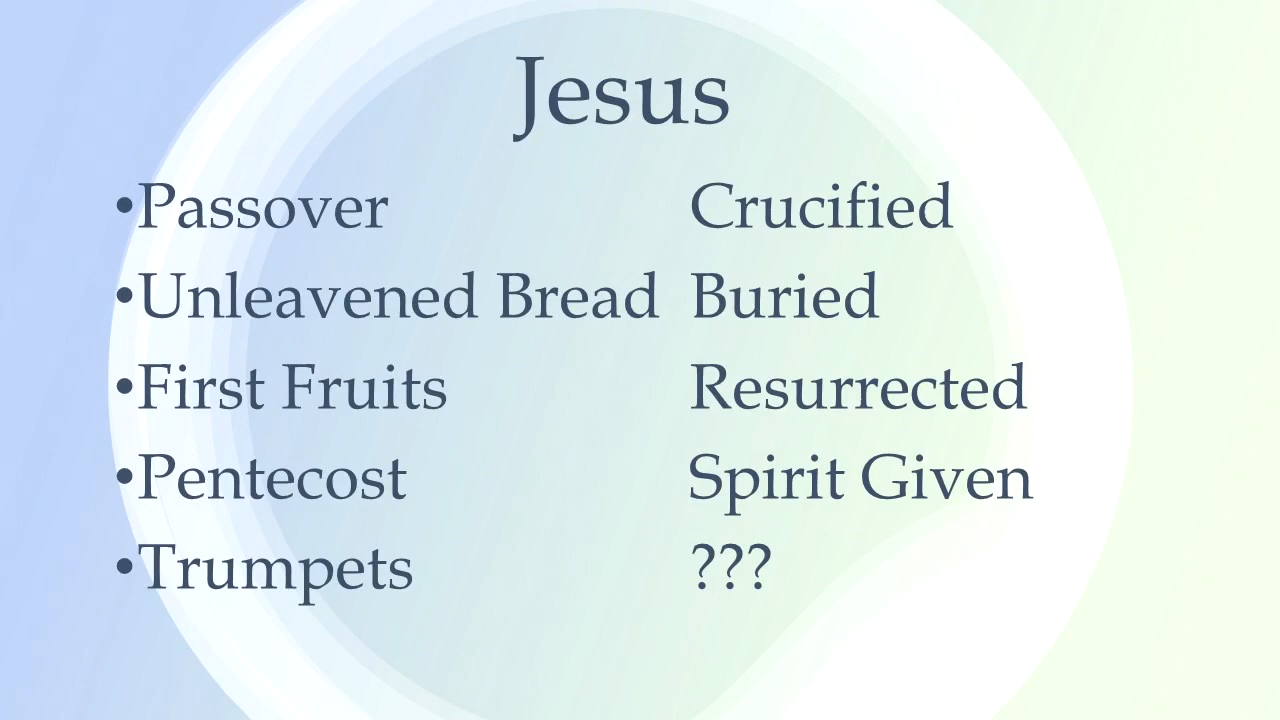 Jesus
•Passover Crucified
•Unleavened Bread Buried
•First Fruits Resurrected
•Pentecost Spirit Given
•Trumpets ???